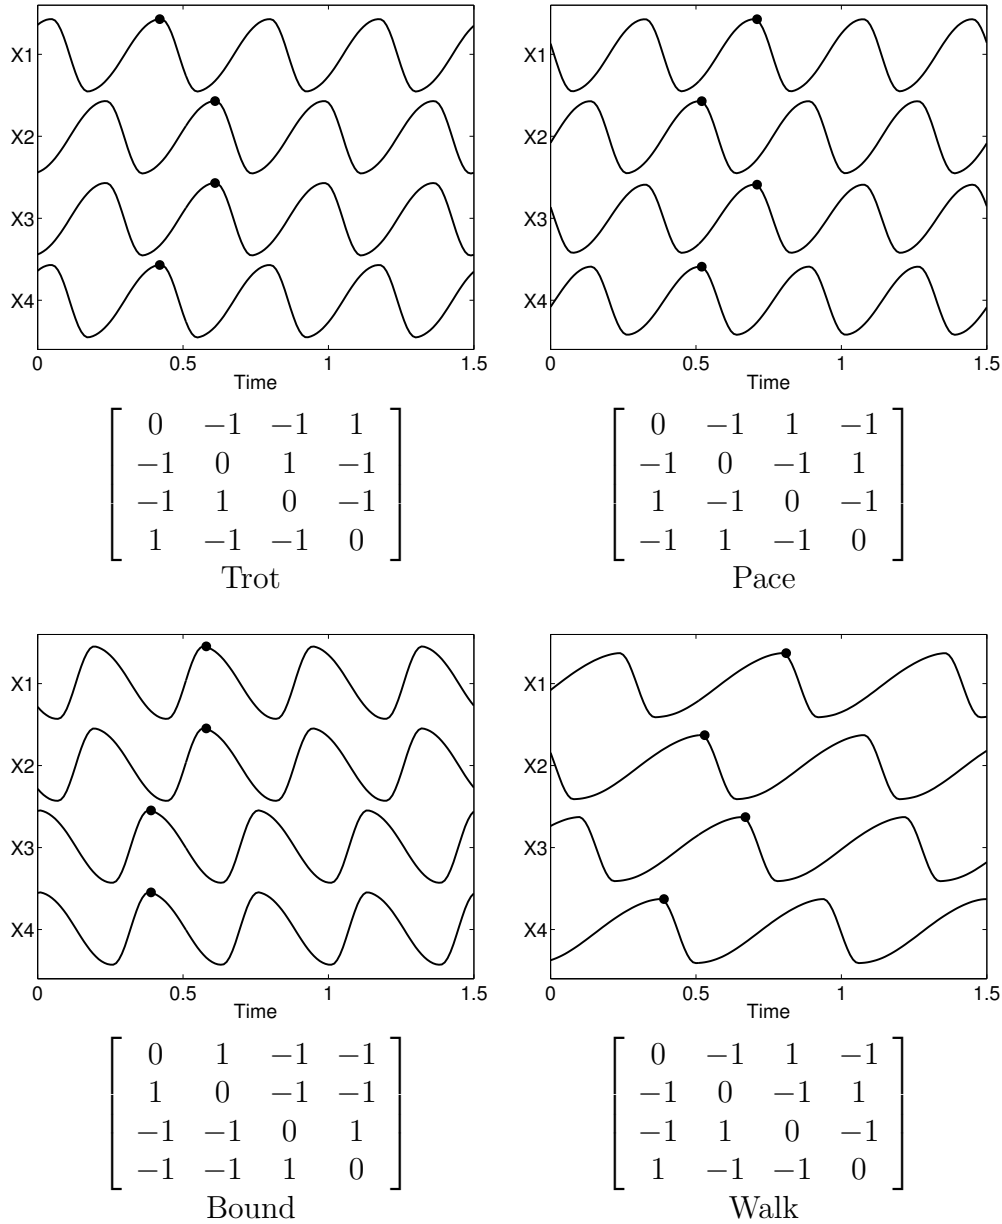 X1
X2
X3
X4
0 0.5 1 1.5
Time
X1
X2
X3
X4
0 0.5 1 1.5
Time
0 −1 −1 1
−1 0 1 −1
−1 1 0 −1
1 −1 −1 0
Trot
0 −1 1 −1
−1 0 −1 1
1 −1 0 −1
−1 1 −1 0
Pace
X1
X2
X3
X4
0 0.5 1 1.5
Time
X1
X2
X3
X4
0 0.5 1 1.5
Time
0 1 −1 −1
1 0 −1 −1
−1 −1 0 1
−1 −1 1 0
Bound
0 −1 1 −1
−1 0 −1 1
−1 1 0 −1
1 −1 −1 0
Walk